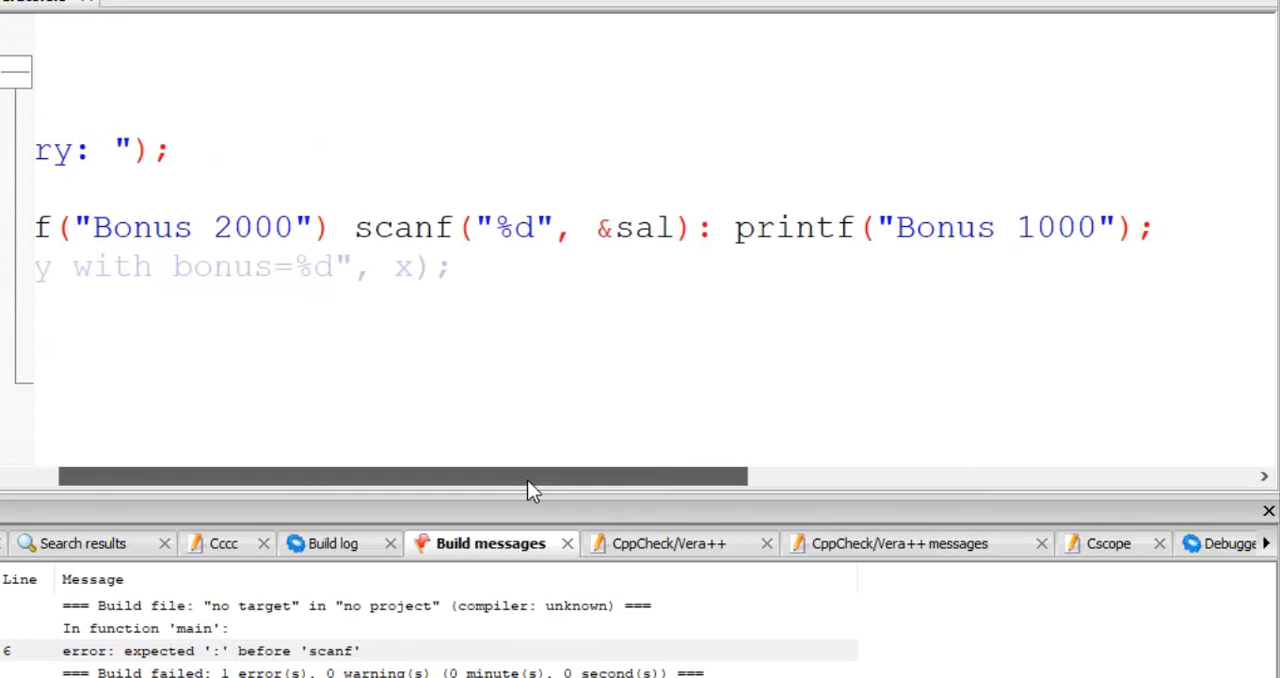 ry: ");
f("Bonus 2000") scanf("%d", &sal): printf("Bonus 1000");
y with bonus=%d", x);
Search results Cccc Build log Build messages CppCheck/Vera++ CppCheck/Vera++ messages Cscope Debugge
Line Message
=== Build file: "no target" in "no project" (compiler: unknown) ===
In function 'main':
6 error: expected ':' before 'scanf'
=== Build failed: 1 error(s), 0 warning(s) (0 minute(s), 0 second(s)) ===